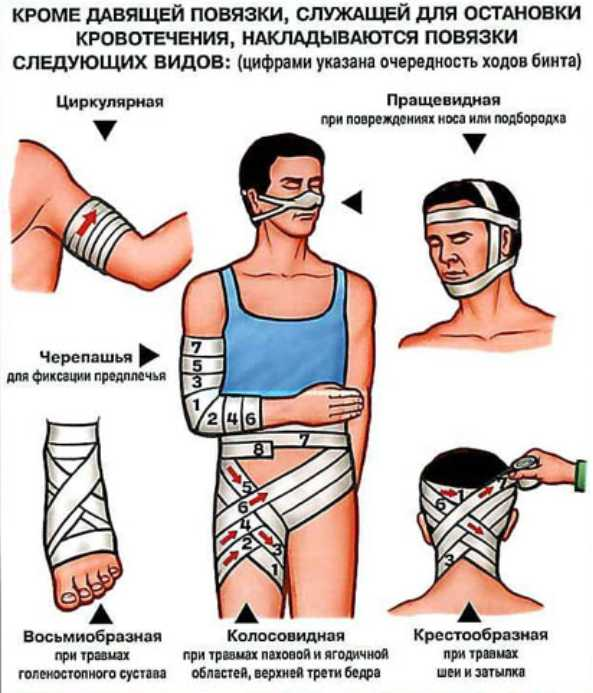 КРОМЕ ДАВЯЩЕЙ ПОВЯЗКИ, СЛУЖАЩЕЙ ДЛЯ ОСТАНОВКИ
КРОВОТЕЧЕНИЯ, НАКЛАДЫВАЮТСЯ ПОВЯЗКИ
СЛЕДУЮЩИХ ВИДОВ: (цифрами указана очередность ходов бинта)
Циркулярная
Пращевидная
при повреждениях носа или подбородка
Черепашья
для фиксации предплечья
7
5
3
1
2 4 6
8 7
5
6
4
2
3
1
6 1 7
3
Восьмиобразная
при травмах
голеностопного сустава
Колосовидная
при травмах паховой и ягодичной
областей, верхней трети бедра
Крестообразная
при травмах
шеи и затылка